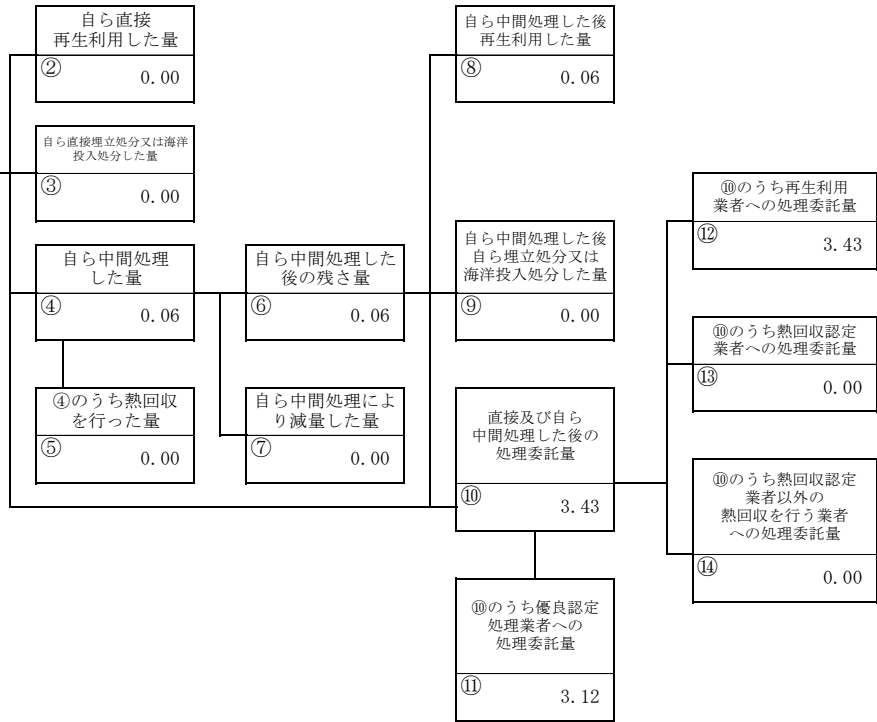 自ら直接
再生利用した量
②
0.00
自ら直接埋立処分又は海洋
投入処分した量
③
0.00
自ら中間処理
した量
④
0.06
④のうち熱回収
を行った量
⑤
0.00
自ら中間処理した
後の残さ量
⑥
0.06
自ら中間処理によ
り減量した量
⑦
0.00
自ら中間処理した後
再生利用した量
⑧
0.06
自ら中間処理した後
自ら埋立処分又は
海洋投入処分した量
⑨
0.00
直接及び自ら
中間処理した後の
処理委託量
⑩
3.43
⑩のうち優良認定
処理業者への
処理委託量
⑪
3.12
⑩のうち再生利用
業者への処理委託量
⑫
3.43
⑩のうち熱回収認定
業者への処理委託量
⑬
0.00
⑩のうち熱回収認定
業者以外の
熱回収を行う業者
への処理委託量
⑭
0.00